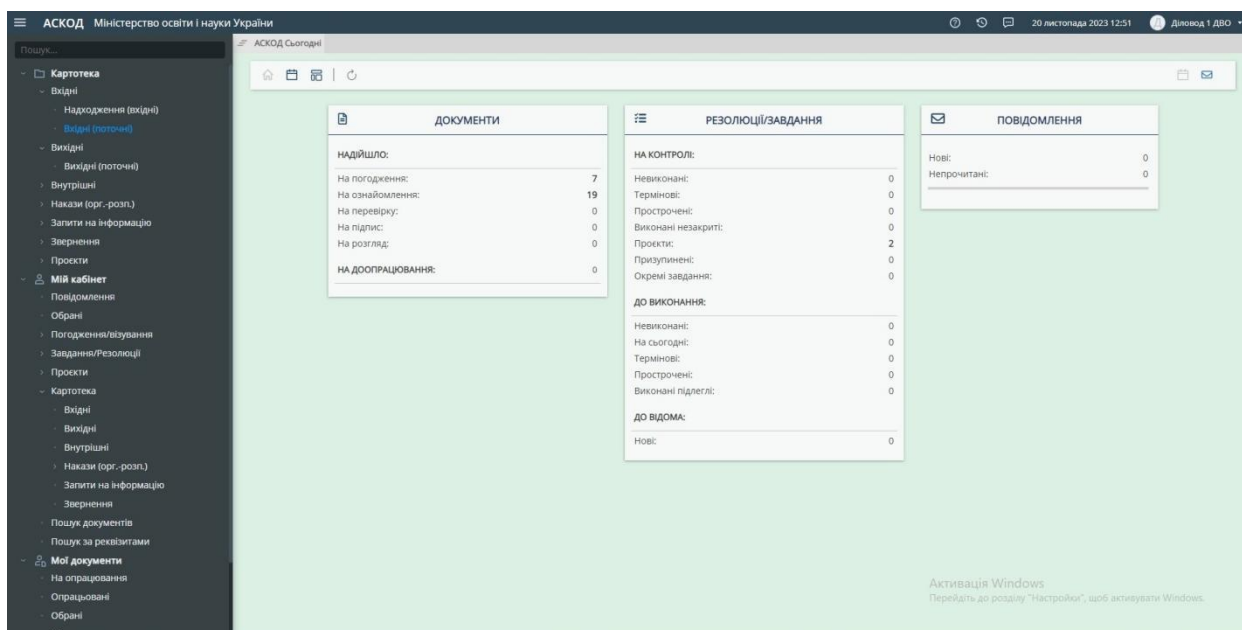 АСКОД Міністерство освіти і науки України
20 листопада 2023 12:51 Діловод 1 ДВО
Пошук...
Картотека
Вхідні
Надходження (вхідні)
Вхідні (поточні)
Вихідні
Вихідні (поточні)
Внутрішні
Накази (орг.-розп.)
Запити на інформацію
Звернення
Проєкти
Мій кабінет
Повідомлення
Обрані
Погодження/візування
Завдання/Резолюції
Проєкти
Картотека
Вхідні
Вихідні
Внутрішні
Накази (орг.-розп.)
Запити на інформацію
Звернення
Пошук документів
Пошук за реквізитами
Мої документи
На опрацювання
Опрацьовані
Обрані
АСКОД Сьогодні
ДОКУМЕНТИ
НАДІЙШЛО:
На погодження: 7
На ознайомлення: 19
На перевірку: 0
На підпис: 0
На розгляд: 0
НА ДООПРАЦЮВАННЯ: 0
РЕЗОЛЮЦІЇ/ЗАВДАННЯ
НА КОНТРОЛІ:
Невиконані: 0
Термінові: 0
Прострочені: 0
Виконані незакриті: 0
Проєкти: 2
Призупинені: 0
Окремі завдання: 0
ДО ВИКОНАННЯ:
Невиконані: 0
На сьогодні: 0
Термінові: 0
Прострочені: 0
Виконані підлеглі: 0
ДО ВІДОМА:
Нові: 0
ПОВІДОМЛЕННЯ
Нові: 0
Непрочитані: 0
Активація Windows
Перейдіть до розділу "Настройки", щоб активувати Windows.